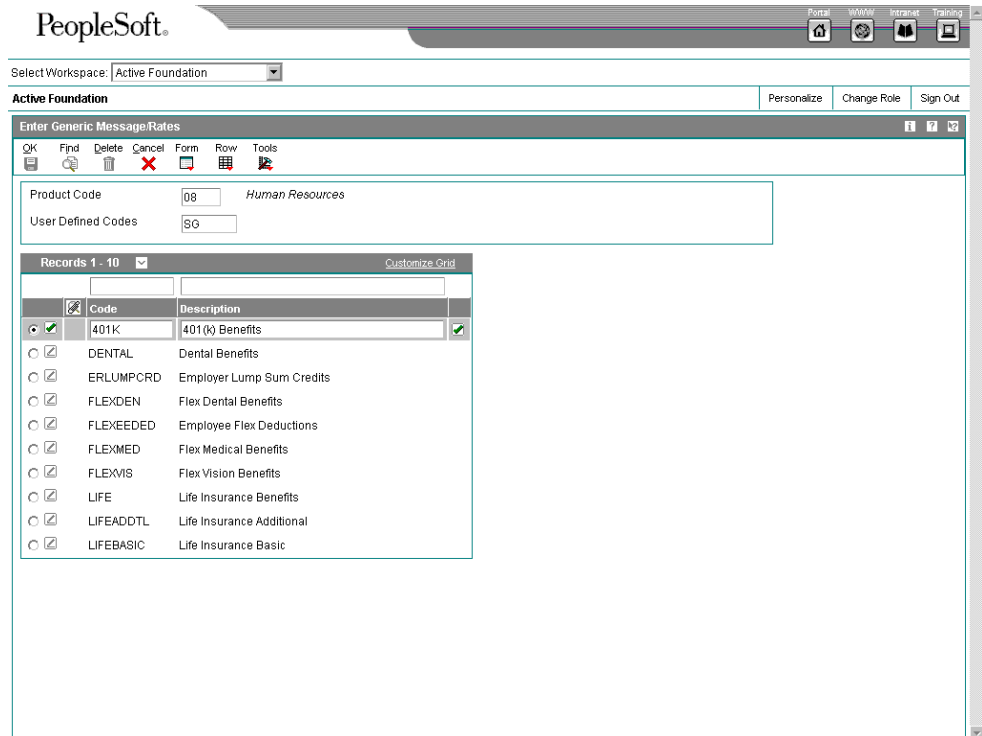 Portal WWW Intranet Training
PeopleSoft®
Select Workspace: Active Foundation
Active Foundation Personalize Change Role Sign Out
Enter Generic Message/Rates i ? ?
OK Find Delete Cancel Form Row Tools
Product Code 08 Human Resources
User Defined Codes SG
Records 1 - 10 Customize Grid
Code Description
401K 401(k) Benefits
DENTAL Dental Benefits
ERLUMPCRD Employer Lump Sum Credits
FLEXDEN Flex Dental Benefits
FLEXEEDED Employee Flex Deductions
FLEXMED Flex Medical Benefits
FLEXVIS Flex Vision Benefits
LIFE Life Insurance Benefits
LIFEADDTL Life Insurance Additional
LIFEBASIC Life Insurance Basic